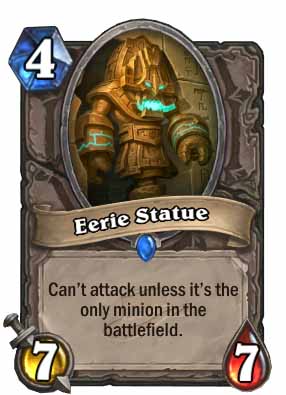 4
Eerie Statue
Can't attack unless it's the
only minion in the
battlefield.
7
7